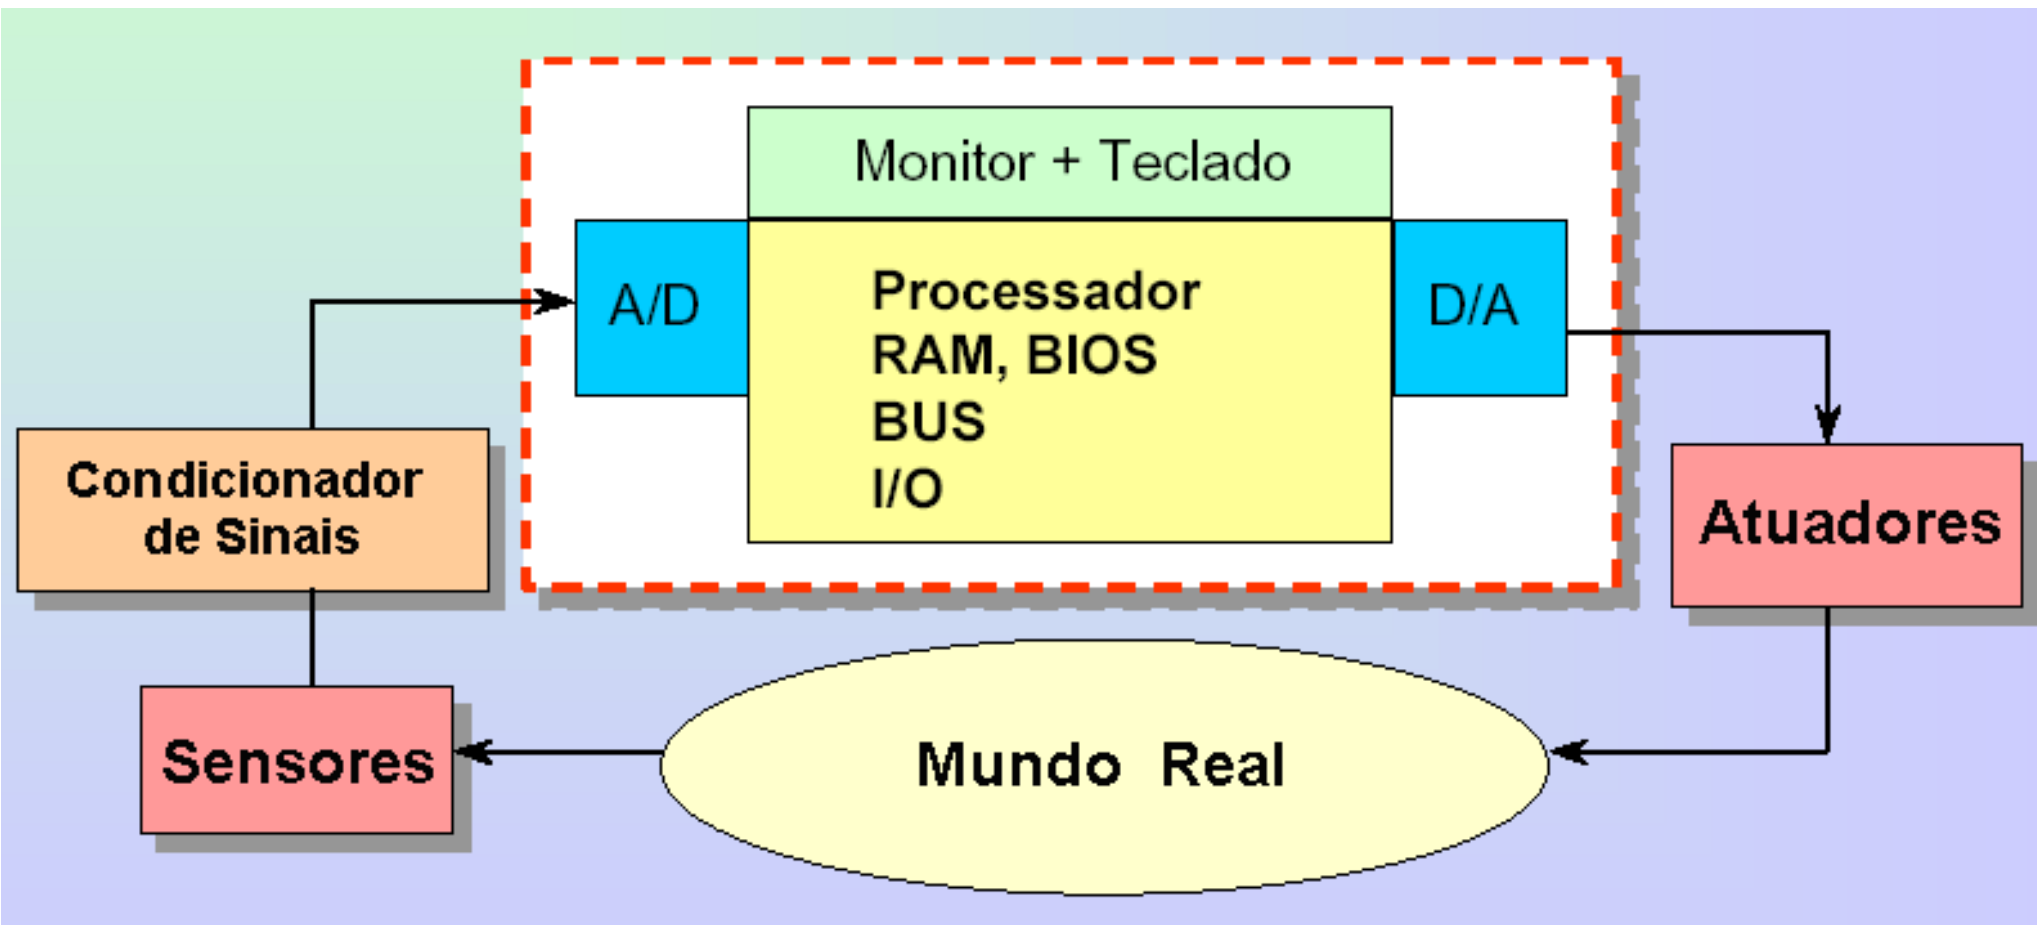 Monitor + Teclado
A/D
Processador
RAM, BIOS
BUS
I/O
D/A
Condicionador
de Sinais
Atuadores
Sensores
Mundo Real